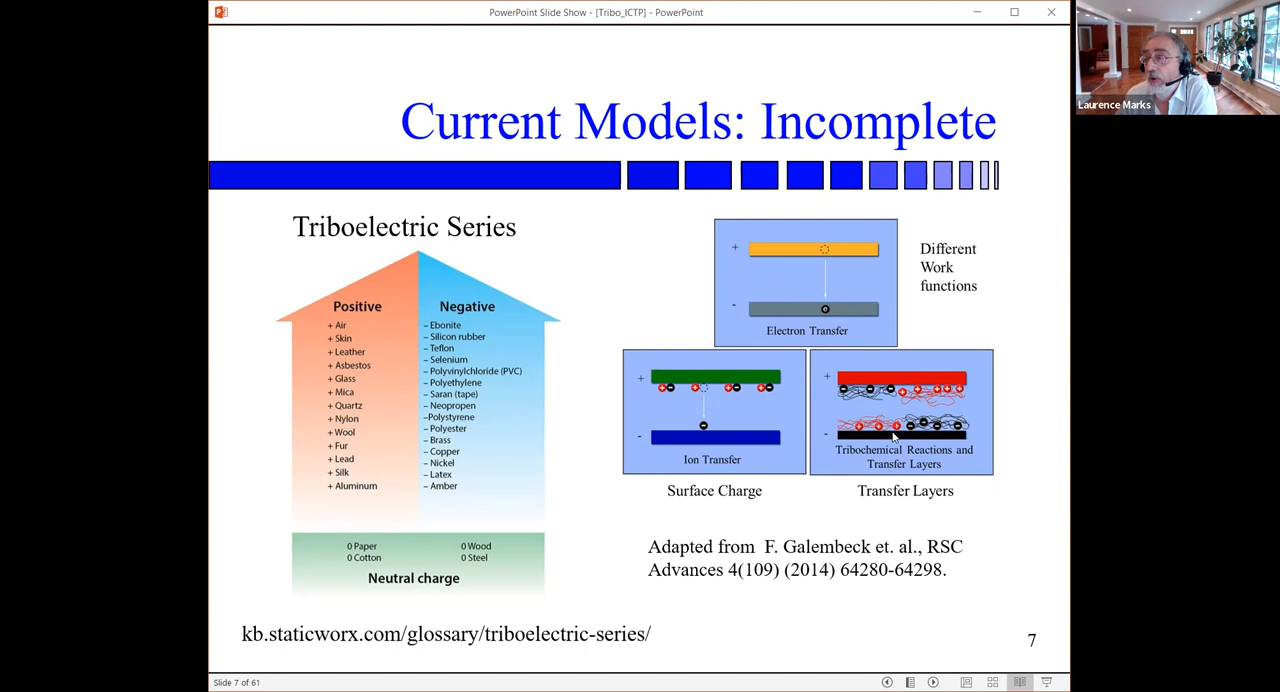 PowerPoint Slide Show - [Tribo_ICTP] - PowerPoint
Laurence Marks
Current Models: Incomplete
Triboelectric Series
Positive
+ Air
+ Skin
+ Leather
+ Asbestos
+ Glass
+ Mica
+ Quartz
+ Nylon
+ Wool
+ Fur
+ Lead
+ Silk
+ Aluminum
Negative
– Ebonite
– Silicon rubber
– Teflon
– Selenium
– Polyvinylchloride (PVC)
– Polyethylene
– Saran (tape)
– Neopropen
–Polystyrene
– Polyester
– Brass
– Copper
– Nickel
– Latex
– Amber
0 Paper
0 Cotton
0 Wood
0 Steel
Neutral charge
+
-
Electron Transfer
Different
Work
functions
+
-
Ion Transfer
Surface Charge
+
-
Tribochemical Reactions and
Transfer Layers
Transfer Layers
Adapted from F. Galembeck et. al., RSC
Advances 4(109) (2014) 64280-64298.
kb.staticworx.com/glossary/triboelectric-series/
7
Slide 7 of 61